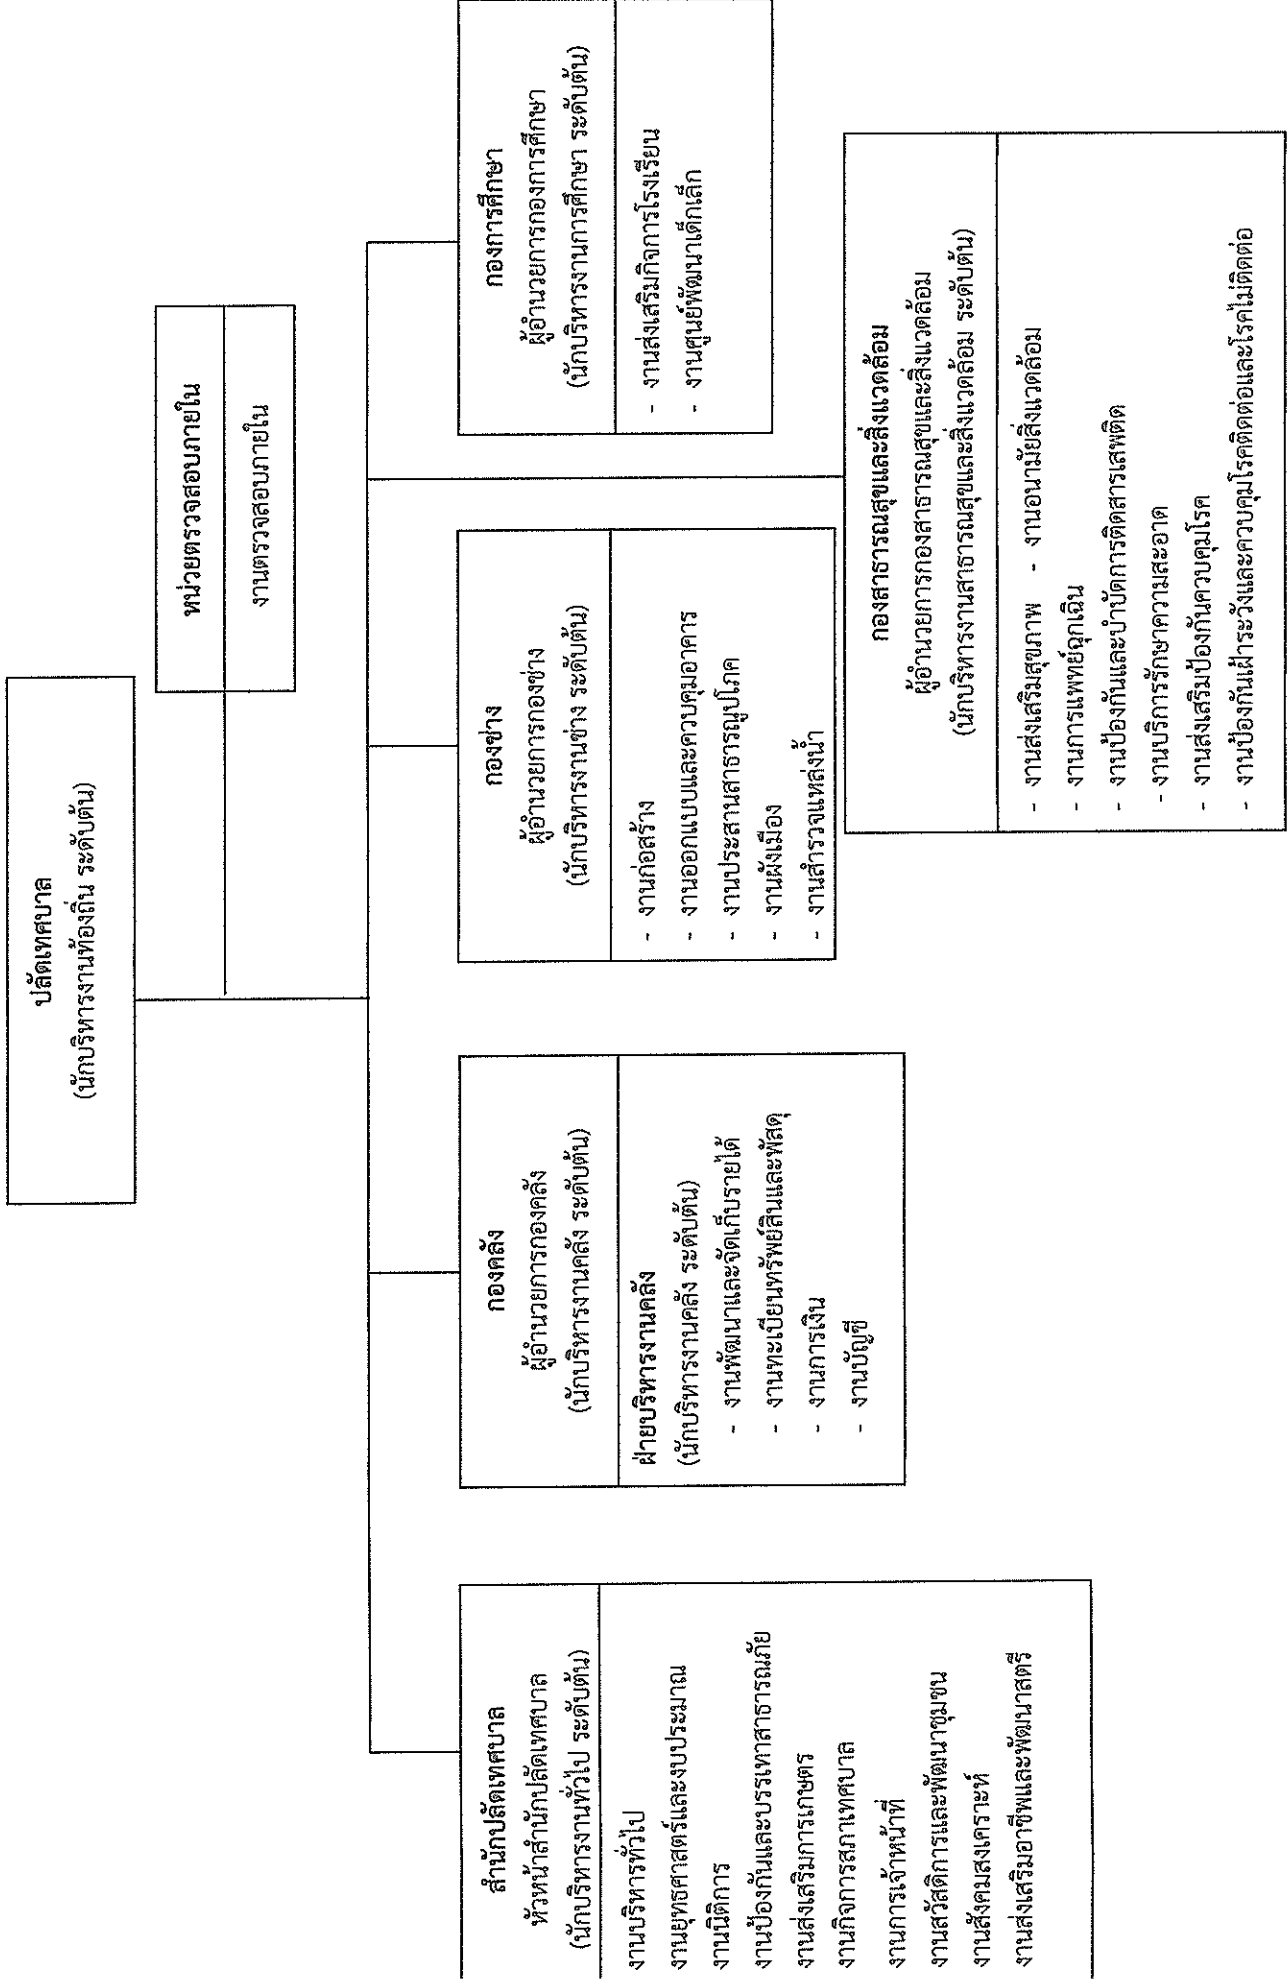 ปลัดเทศบาล
(นักบริหารงานท้องถิ่น ระดับต้น)
หน่วยตรวจสอบภายใน
งานตรวจสอบภายใน
สำนักปลัดเทศบาล
หัวหน้าสำนักปลัดเทศบาล
(นักบริหารงานทั่วไป ระดับต้น)
งานบริหารทั่วไป
งานยุทธศาสตร์และงบประมาณ
งานนิติการ
งานป้องกันและบรรเทาสาธารณภัย
งานส่งเสริมการเกษตร
งานกิจการสภาเทศบาล
งานการเจ้าหน้าที่
งานสวัสดิการและพัฒนาชุมชน
งานสังคมสงเคราะห์
งานส่งเสริมอาชีพและพัฒนาสตรี
กองคลัง
ผู้อำนวยการกองคลัง
(นักบริหารงานคลัง ระดับต้น)
ฝ่ายบริหารงานคลัง
(นักบริหารงานคลัง ระดับต้น)
- งานพัฒนาและจัดเก็บรายได้
- งานทะเบียนทรัพย์สินและพัสดุ
- งานการเงิน
- งานบัญชี
กองช่าง
ผู้อำนวยการกองช่าง
(นักบริหารงานช่าง ระดับต้น)
- งานก่อสร้าง
- งานออกแบบและควบคุมอาคาร
- งานประสานสาธารณูปโภค
- งานผังเมือง
- งานสำรวจแหล่งน้ำ
กองการศึกษา
ผู้อำนวยการกองการศึกษา
(นักบริหารงานการศึกษา ระดับต้น)
- งานส่งเสริมกิจการโรงเรียน
- งานศูนย์พัฒนาเด็กเล็ก
กองสาธารณสุขและสิ่งแวดล้อม
ผู้อำนวยการกองสาธารณสุขและสิ่งแวดล้อม
(นักบริหารงานสาธารณสุขและสิ่งแวดล้อม ระดับต้น)
- งานส่งเสริมสุขภาพ - งานอนามัยสิ่งแวดล้อม
- งานการแพทย์ฉุกเฉิน
- งานป้องกันและบำบัดการติดสารเสพติด
- งานบริการรักษาความสะอาด
- งานส่งเสริมป้องกันควบคุมโรค
- งานป้องกันเฝ้าระวังและควบคุมโรคติดต่อและโรคไม่ติดต่อ